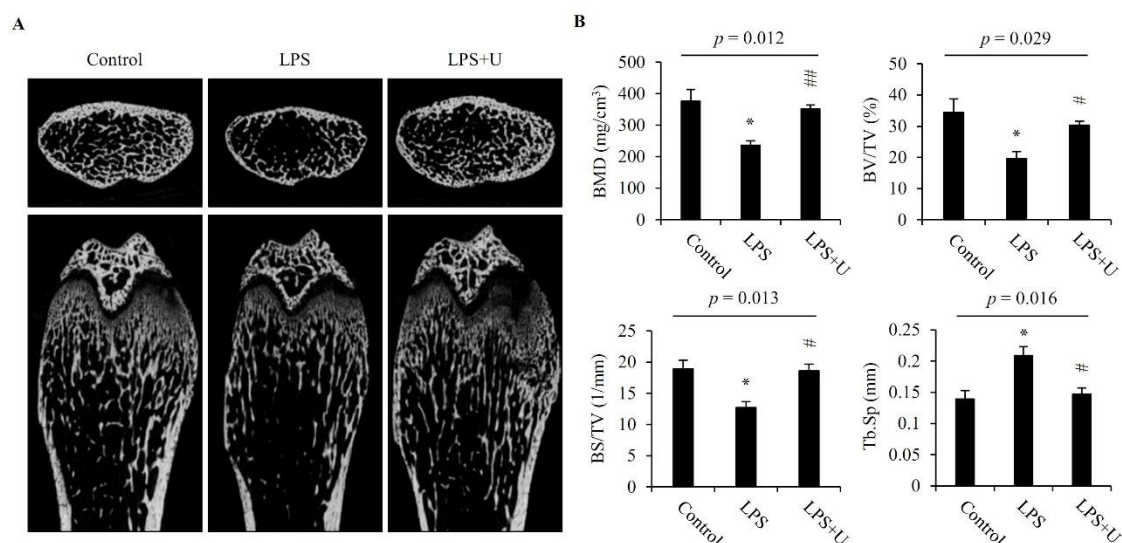 A
Control
LPS
LPS+U
B
p = 0.012
BMD (mg/cm³)
500
400
300
200
100
0
*
##
Control
LPS
LPS+U
p = 0.029
BV/TV (%)
50
40
30
20
10
0
*
#
Control
LPS
LPS+U
p = 0.013
BS/TV (1/mm)
25
20
15
10
5
0
*
#
Control
LPS
LPS+U
p = 0.016
Tb.Sp (mm)
0.25
0.2
0.15
0.1
0.05
0
*
#
Control
LPS
LPS+U